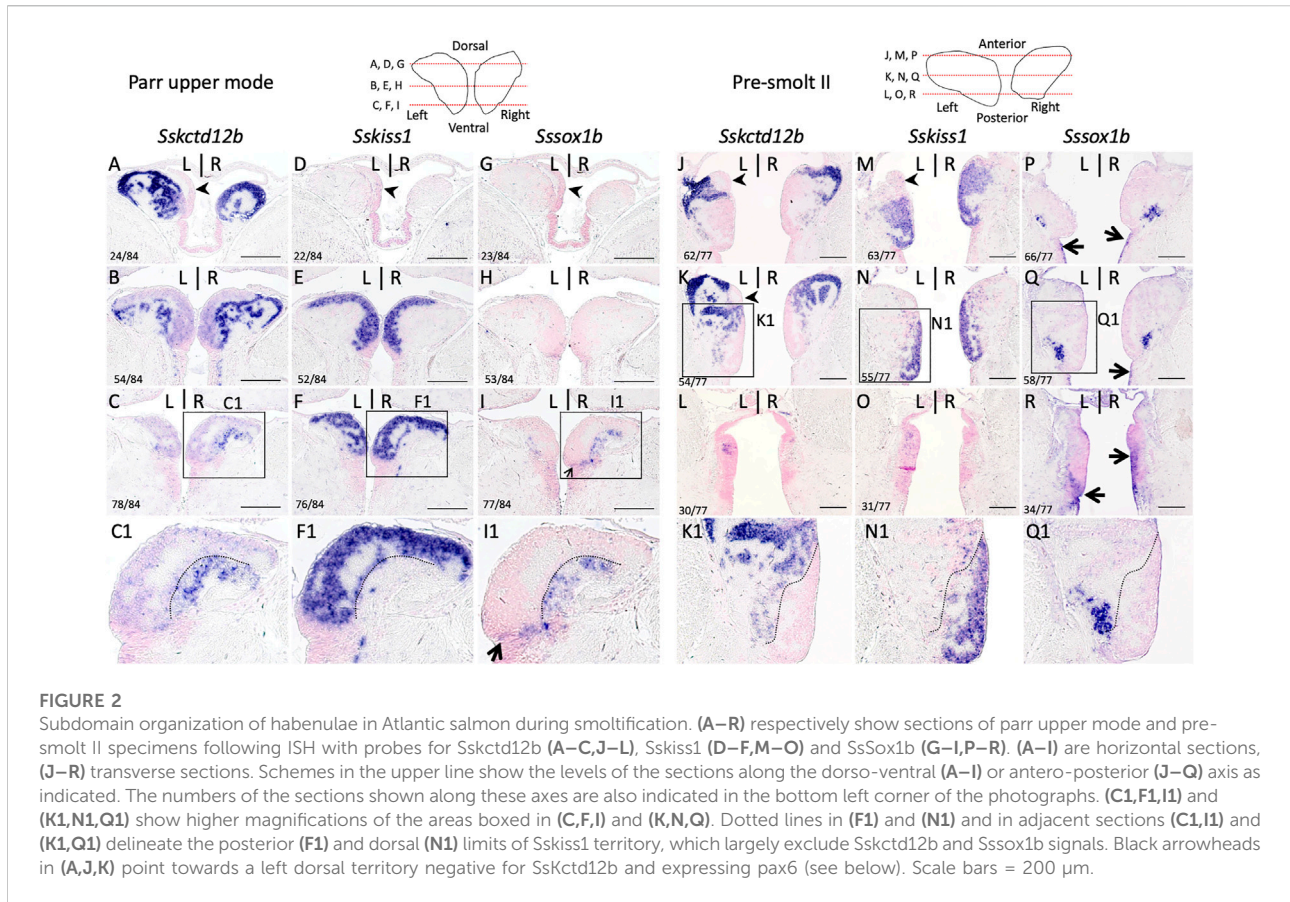 Dorsal
A, D, G
B, E, H
C, F, I
Left
Right
Ventral
Anterior
J, M, P
K, N, Q
L, O, R
Left
Right
Posterior
Parr upper mode
Pre-smolt II
Sskctd12b
Sskiss1
Sssox1b
Sskctd12b
Sskiss1
Sssox1b
A L R
24/84
D L R
22/84
G L R
23/84
J L R
62/77
M L R
63/77
P L R
66/77
B L R
54/84
E L R
52/84
H L R
53/84
K L R
K1
54/77
N L R
N1
55/77
Q L R
Q1
58/77
C L R
C1
78/84
F L R
F1
76/84
I L R
I1
77/84
L L R
30/77
O L R
31/77
R L R
34/77
C1
F1
I1
K1
N1
Q1
FIGURE 2
Subdomain organization of habenulae in Atlantic salmon during smoltification. (A–R) respectively show sections of parr upper mode and pre-
smolt II specimens following ISH with probes for Sskctd12b (A–C,J–L), Sskiss1 (D–F,M–O) and SsSox1b (G–I,P–R). (A–I) are horizontal sections,
(J–R) transverse sections. Schemes in the upper line show the levels of the sections along the dorso-ventral (A–I) or antero-posterior (J–Q) axis as
indicated. The numbers of the sections shown along these axes are also indicated in the bottom left corner of the photographs. (C1,F1,I1) and
(K1,N1,Q1) show higher magnifications of the areas boxed in (C,F,I) and (K,N,Q). Dotted lines in (F1) and (N1) and in adjacent sections (C1,I1) and
(K1,Q1) delineate the posterior (F1) and dorsal (N1) limits of Sskiss1 territory, which largely exclude Sskctd12b and Sssox1b signals. Black arrowheads
in (A,J,K) point towards a left dorsal territory negative for SsKctd12b and expressing pax6 (see below). Scale bars = 200 μm.